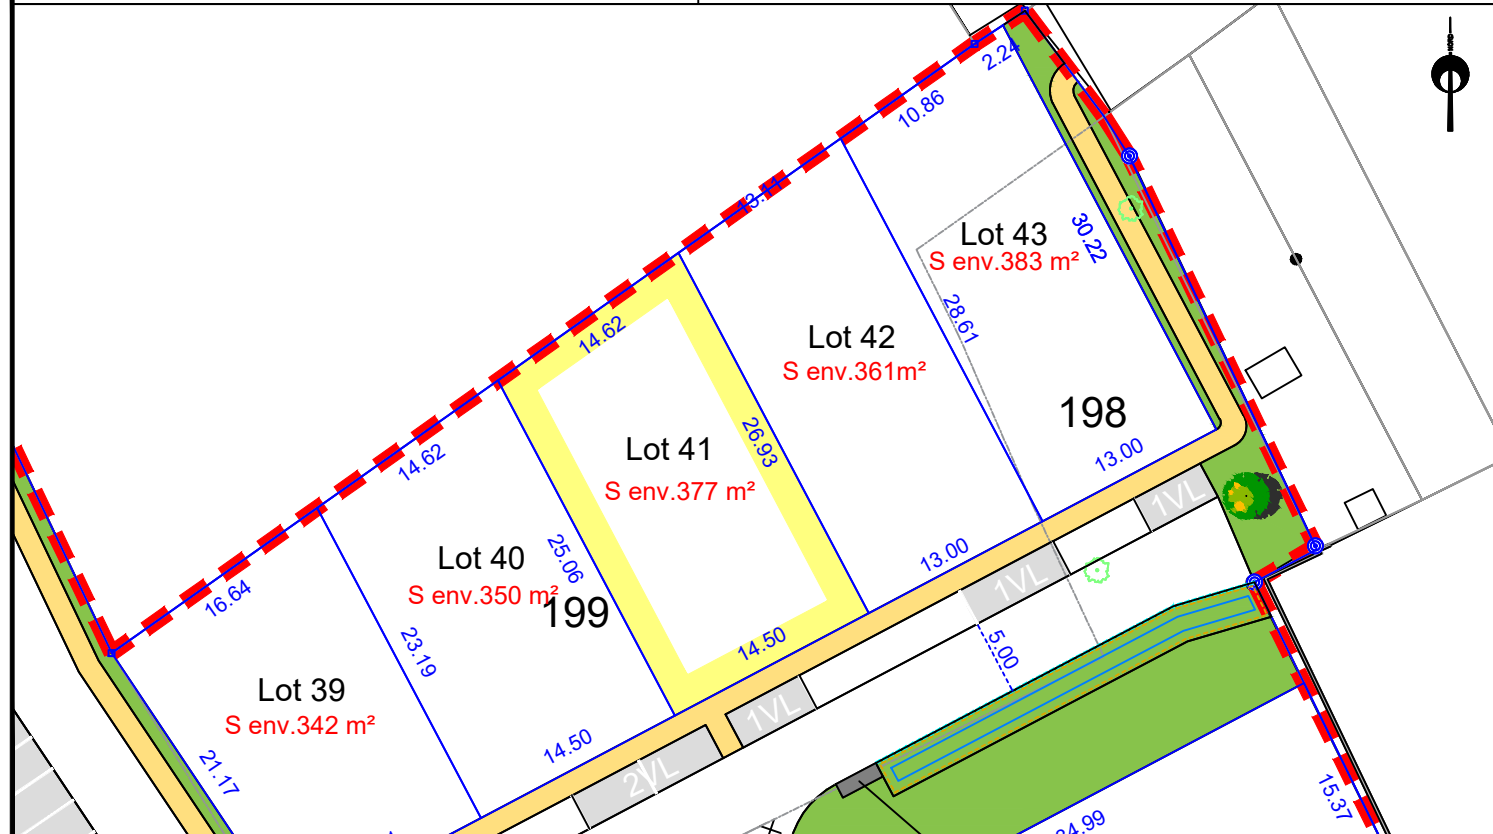 NORD
2.24
10.86
13.11
Lot 43
S env.383 m²
30.22
28.61
14.62
Lot 42
S env.361m²
198
13.00
26.93
14.62
Lot 41
S env.377 m²
1VL
25.06
Lot 40
S env.350 m²
199
13.00
1VL
16.64
23.19
14.50
5.00
Lot 39
S env.342 m²
1VL
14.50
21.17
2VL
15.37
34.99